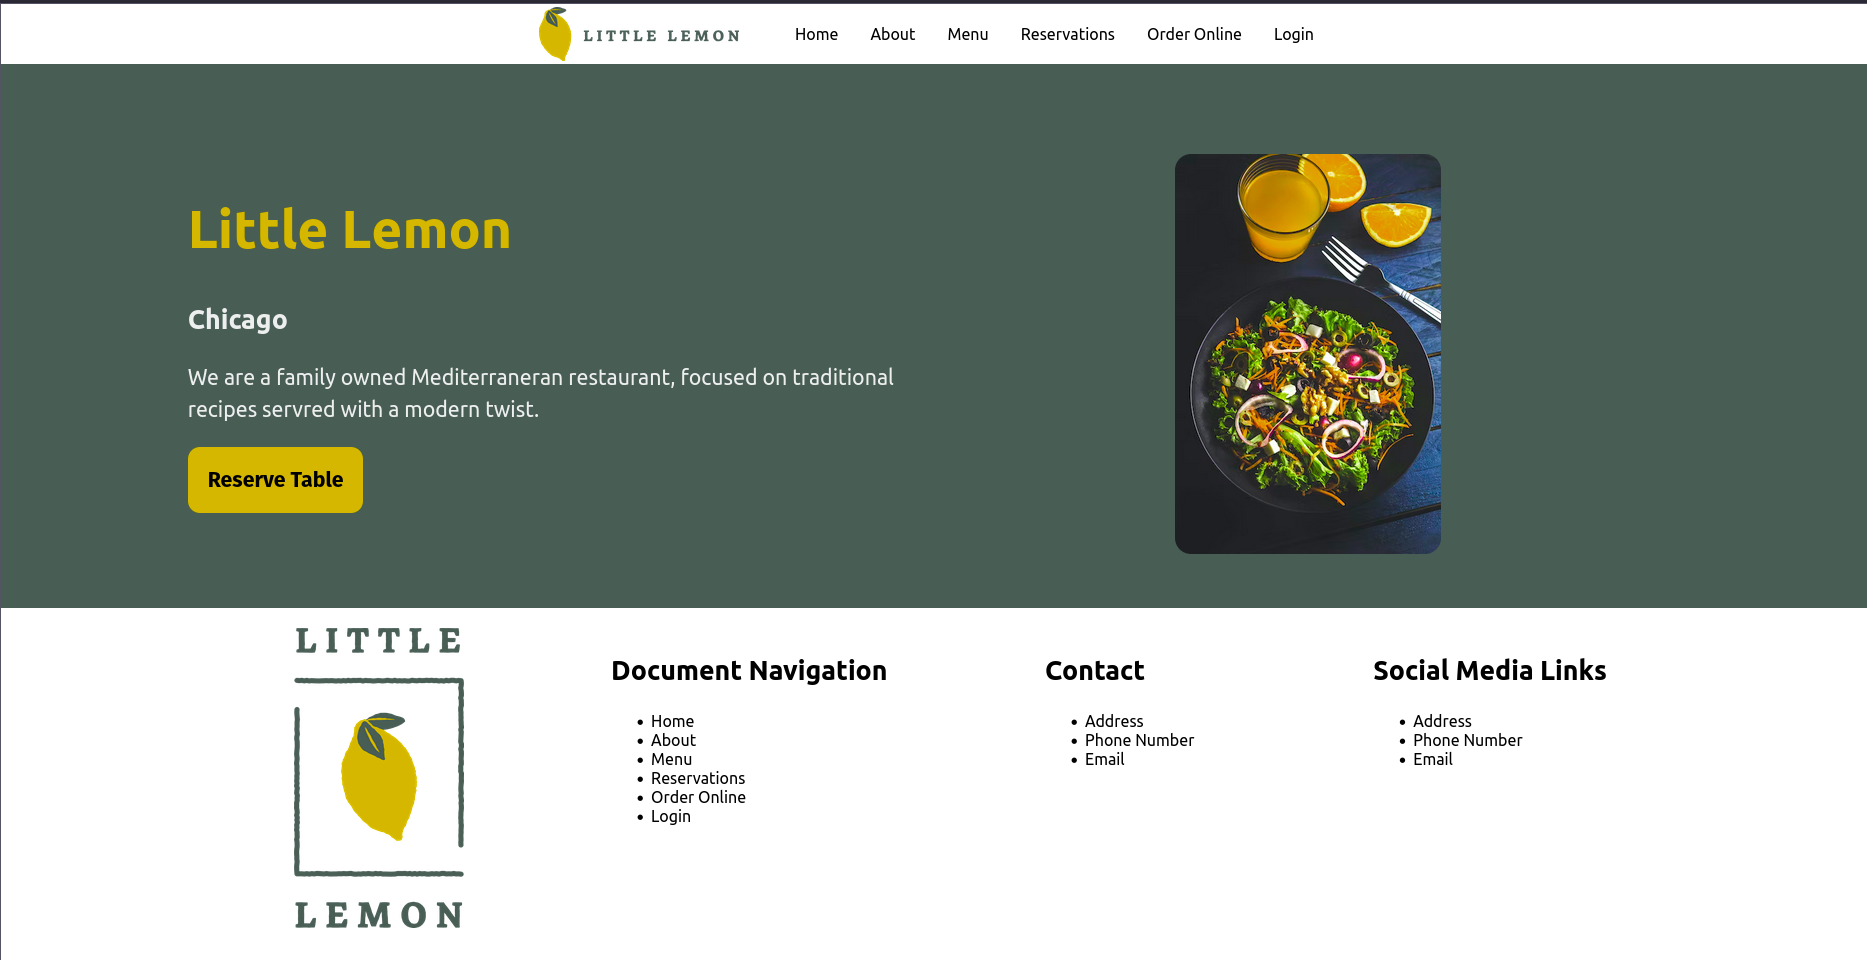 LITTLE LEMON Home About Menu Reservations Order Online Login
Little Lemon
Chicago
We are a family owned Mediterraneran restaurant, focused on traditional
recipes servred with a modern twist.
Reserve Table
LITTLE
LEMON
Document Navigation
Home
About
Menu
Reservations
Order Online
Login
Contact
Address
Phone Number
Email
Social Media Links
Address
Phone Number
Email